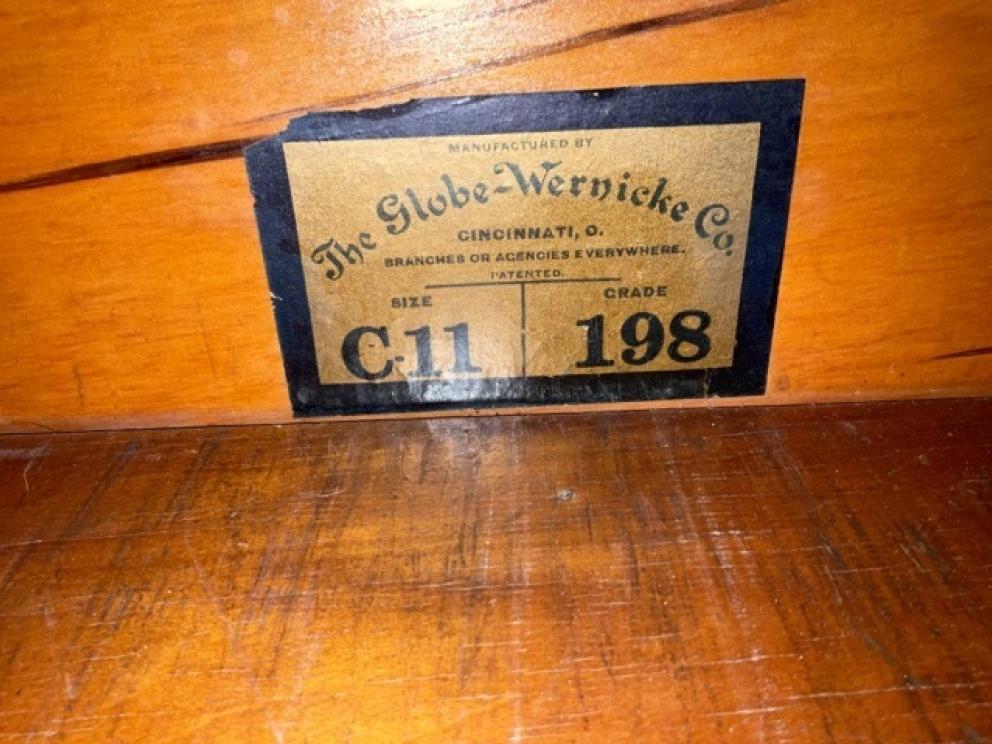 MANUFACTURED BY
The Globe-Wernicke Co.
CINCINNATI, O.
BRANCHES OR AGENCIES EVERYWHERE.
PATENTED.
SIZE GRADE
C-11 198